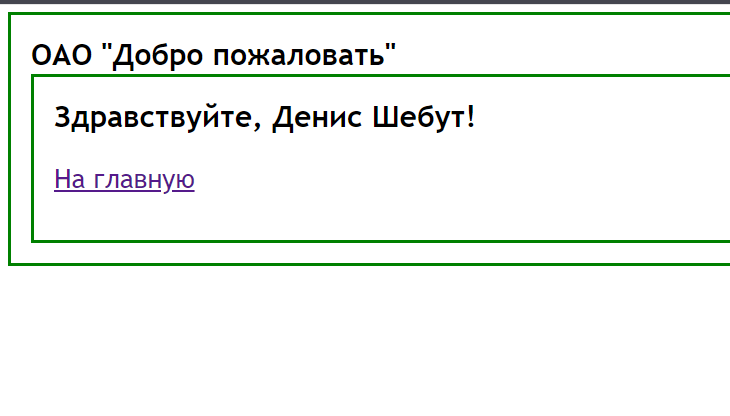 ОАО "Добро пожаловать"
Здравствуйте, Денис Шебут!
На главную